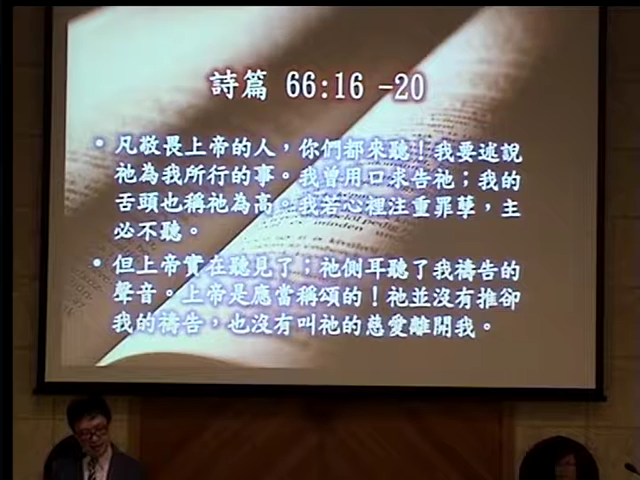 詩篇 66:16 -20
• 凡敬畏上帝的人，你們都來聽！我要述說
祂為我所行的事。我曾用口求告祂；我的
舌頭也稱祂為高。我若心裡注重罪孽，主
必不聽。
• 但上帝實在聽見了；祂側耳聽了我禱告的
聲音。上帝是應當稱頌的！祂並沒有推卻
我的禱告，也沒有叫祂的慈愛離開我。